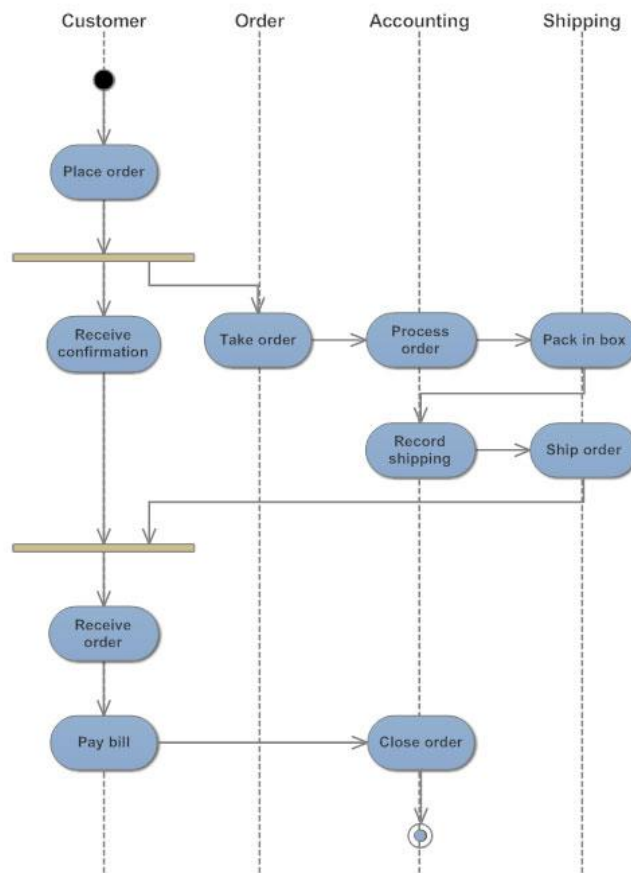 Customer
Order
Accounting
Shipping
Place order
Receive
confirmation
Take order
Process
order
Pack in box
Record
shipping
Ship order
Receive
order
Pay bill
Close order